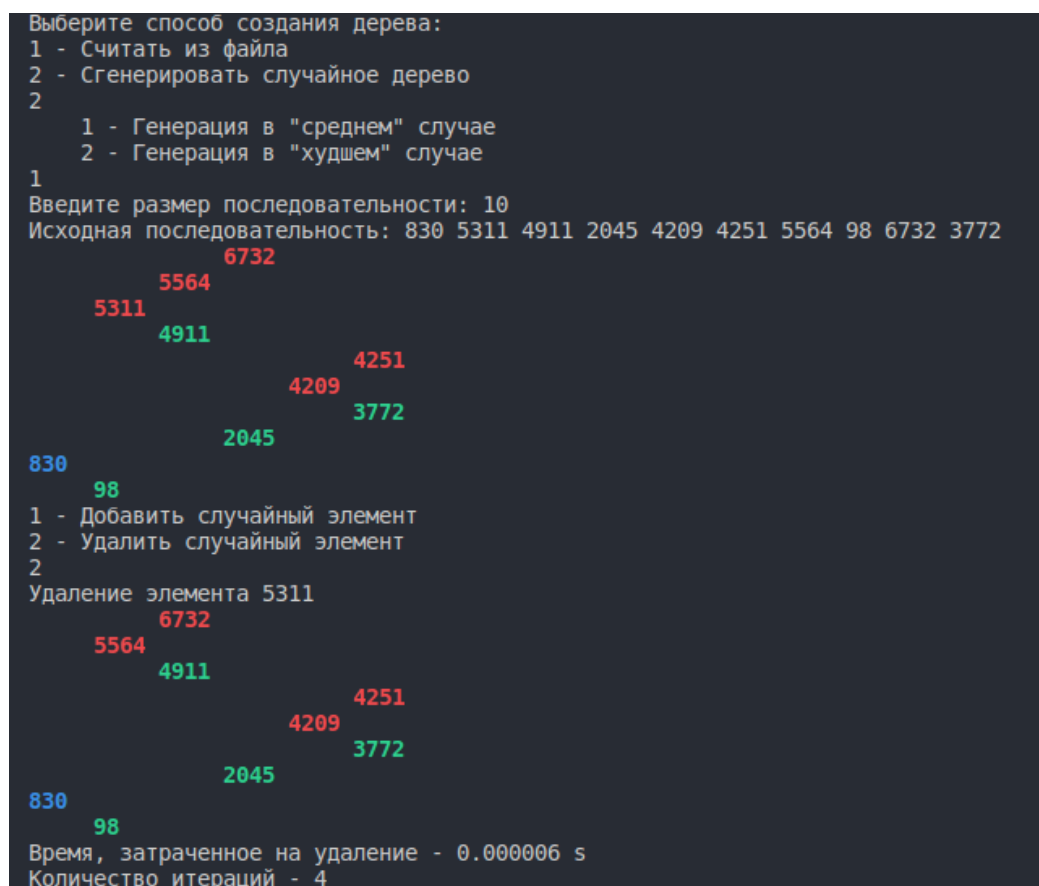 Выберите способ создания дерева:
1 - Считать из файла
2 - Сгенерировать случайное дерево
2
1 - Генерация в "среднем" случае
2 - Генерация в "худшем" случае
1
Введите размер последовательности: 10
Исходная последовательность: 830 5311 4911 2045 4209 4251 5564 98 6732 3772
6732
5564
5311
4911
4251
4209
3772
2045
830
98
1 - Добавить случайный элемент
2 - Удалить случайный элемент
2
Удаление элемента 5311
6732
5564
4911
4251
4209
3772
2045
830
98
Время, затраченное на удаление - 0.000006 s
Количество итераций - 4